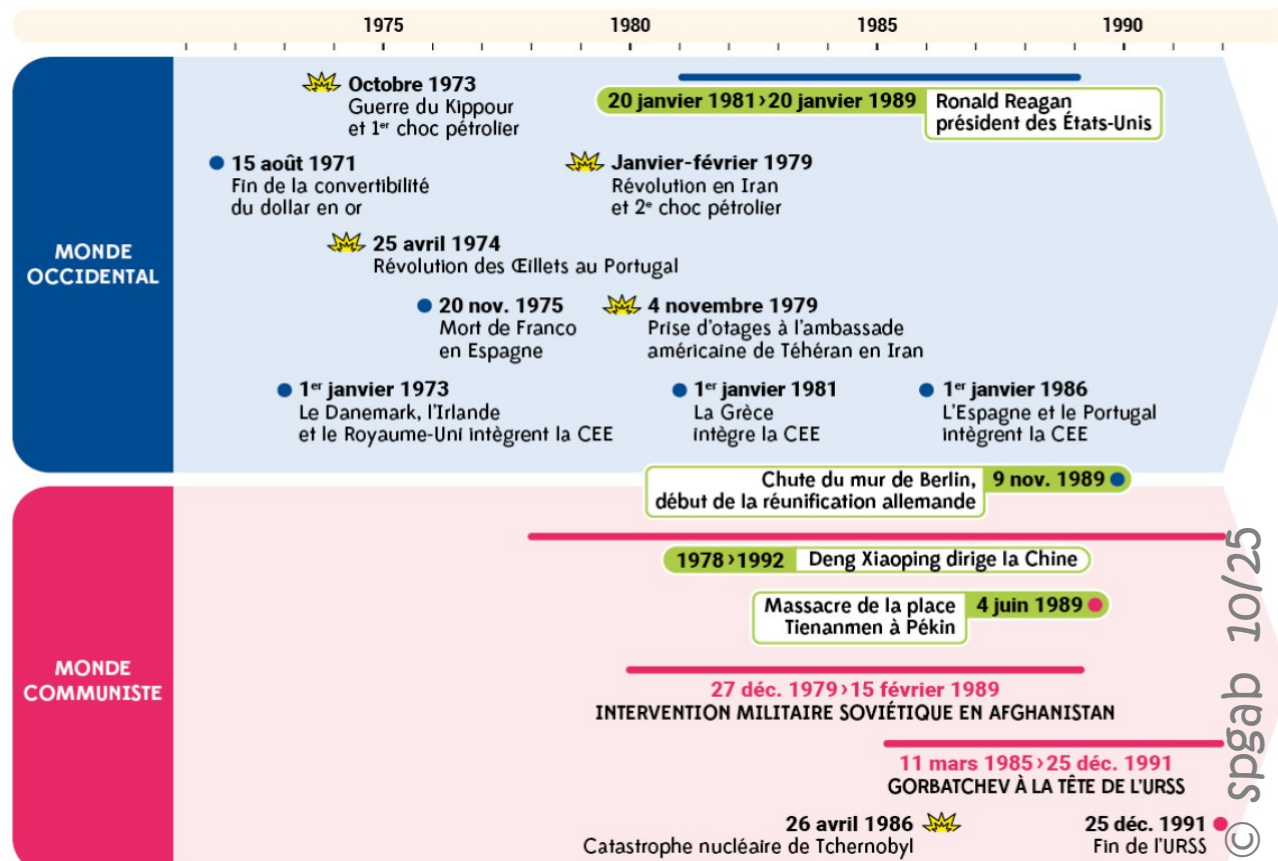 1975 1980 1985 1990
MONDE
OCCIDENTAL
Octobre 1973
Guerre du Kippour
et 1er choc pétrolier
20 janvier 1981›20 janvier 1989
Ronald Reagan
président des États-Unis
15 août 1971
Fin de la convertibilité
du dollar en or
Janvier-février 1979
Révolution en Iran
et 2e choc pétrolier
25 avril 1974
Révolution des Œillets au Portugal
20 nov. 1975
Mort de Franco
en Espagne
4 novembre 1979
Prise d'otages à l'ambassade
américaine de Téhéran en Iran
1er janvier 1973
Le Danemark, l'Irlande
et le Royaume-Uni intègrent la CEE
1er janvier 1981
La Grèce
intègre la CEE
1er janvier 1986
L'Espagne et le Portugal
intègrent la CEE
Chute du mur de Berlin,
début de la réunification allemande
9 nov. 1989
MONDE
COMMUNISTE
1978›1992 Deng Xiaoping dirige la Chine
Massacre de la place
Tienanmen à Pékin
4 juin 1989
27 déc. 1979›15 février 1989
INTERVENTION MILITAIRE SOVIÉTIQUE EN AFGHANISTAN
11 mars 1985›25 déc. 1991
GORBATCHEV À LA TÊTE DE L'URSS
26 avril 1986
Catastrophe nucléaire de Tchernobyl
25 déc. 1991
Fin de l'URSS
© spgab 10/25